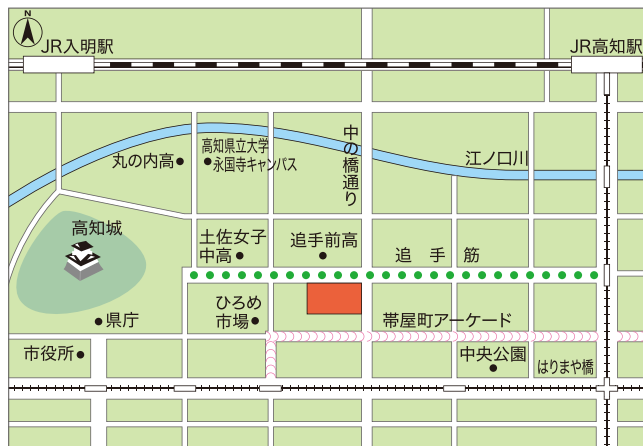 N
JR入明駅
JR高知駅
中の橋通り
高知県立大学
永国寺キャンパス
丸の内高
江ノ口川
高知城
土佐女子
中高
追手前高
追手筋
ひろめ
市場
県庁
帯屋町アーケード
市役所
中央公園
はりまや橋